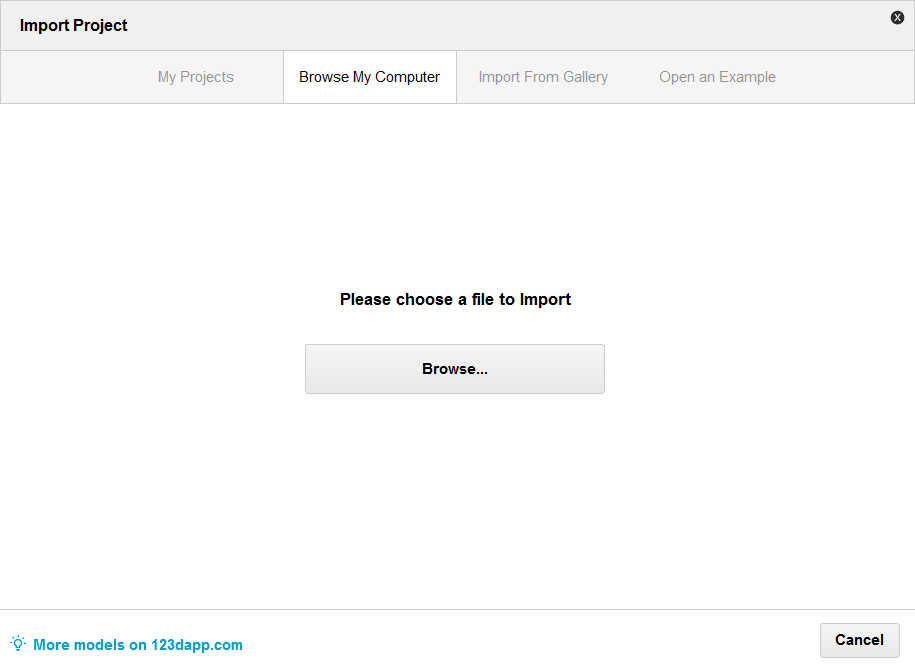 Import Project
My Projects
Browse My Computer
Import From Gallery
Open an Example
Please choose a file to Import
Browse...
More models on 123dapp.com
Cancel